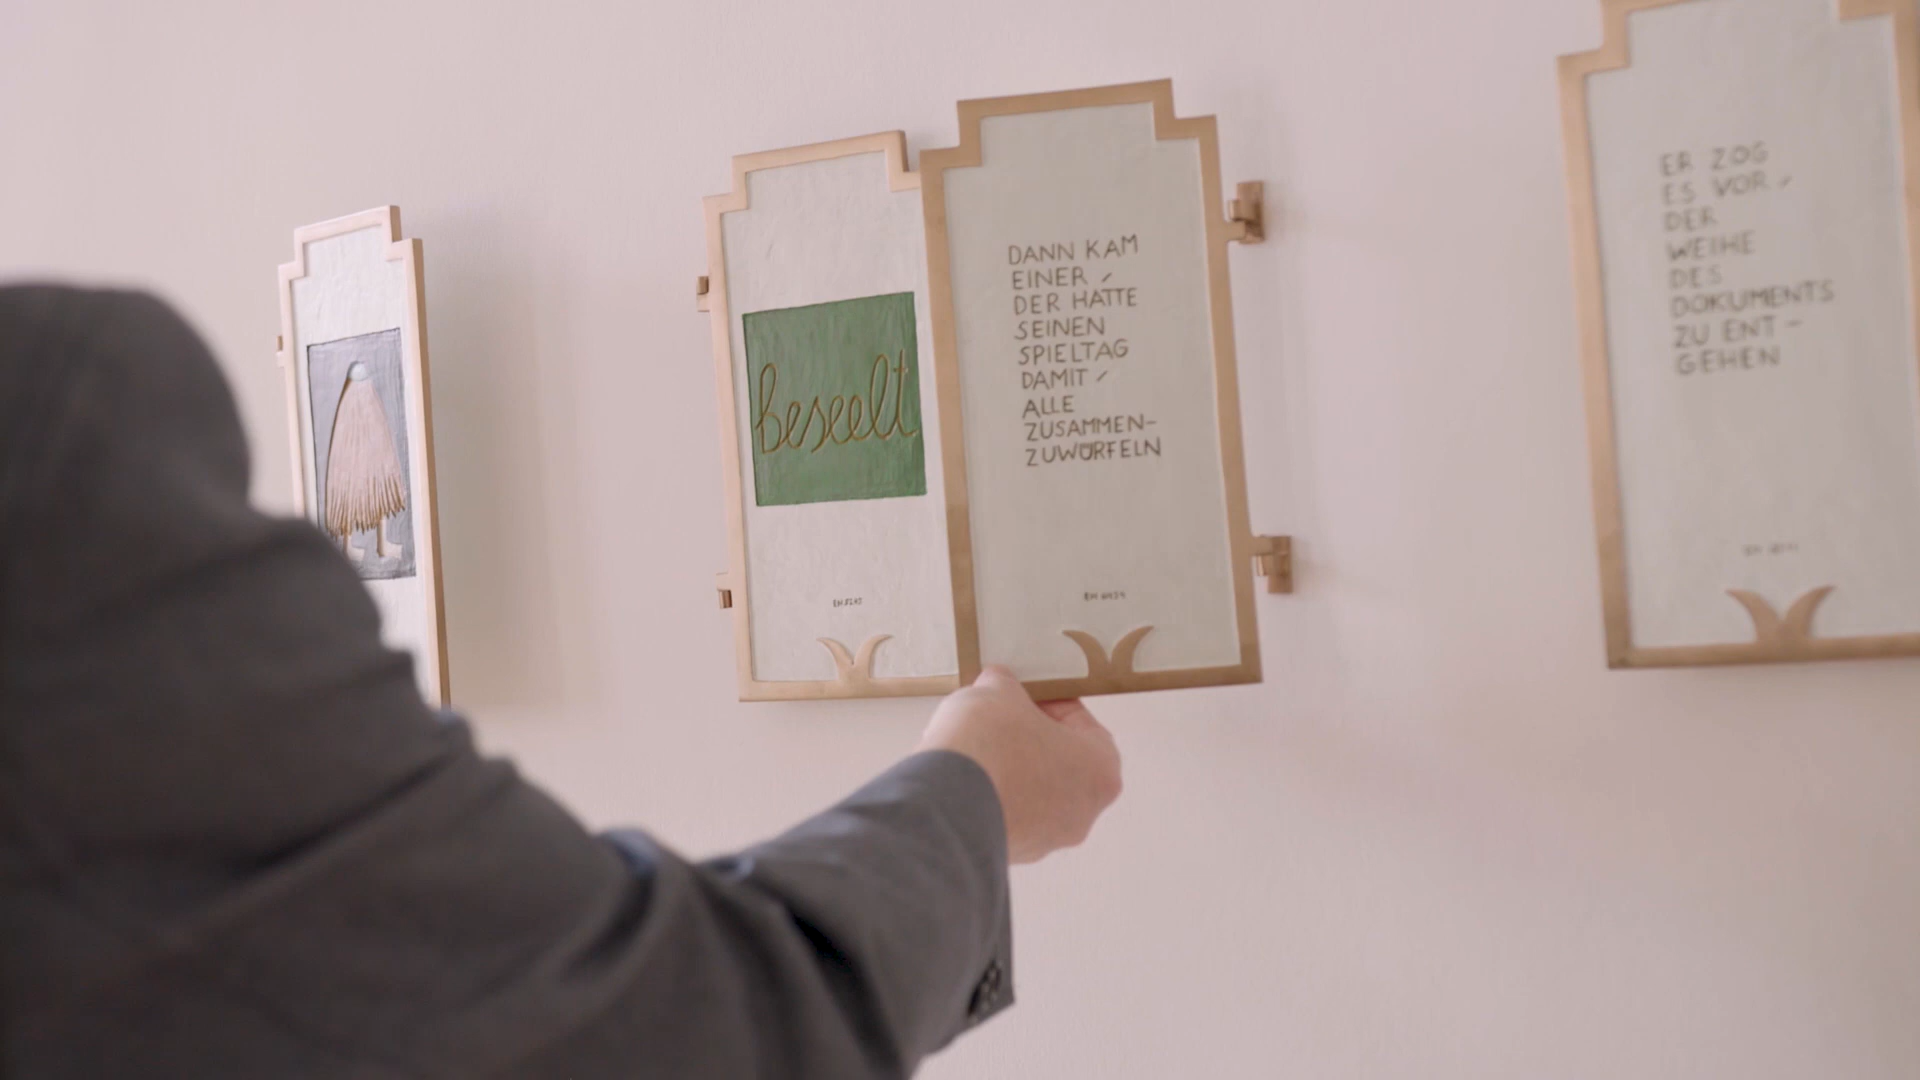 beseelt
DANN KAM
EINER /
DER HATTE
SEINEN
SPIELTAG
DAMIT /
ALLE
ZUSAMMEN-
ZUWÜRFELN
ER ZOG
ES VOR /
DER
WEIHE
DES
DOKUMENTS
ZU ENT-
GEHEN